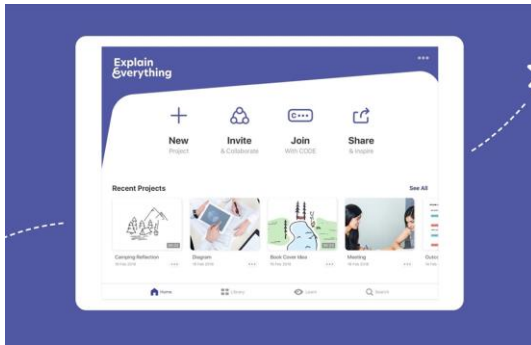 Explain
Everything
New
Project
Invite
& Collaborate
Join
With CODE
Share
& Inspire
Recent Projects
See All
Camping Reflection
Diagram
Book Cover Idea
Meeting
Outco
Home
Library
Learn
Search